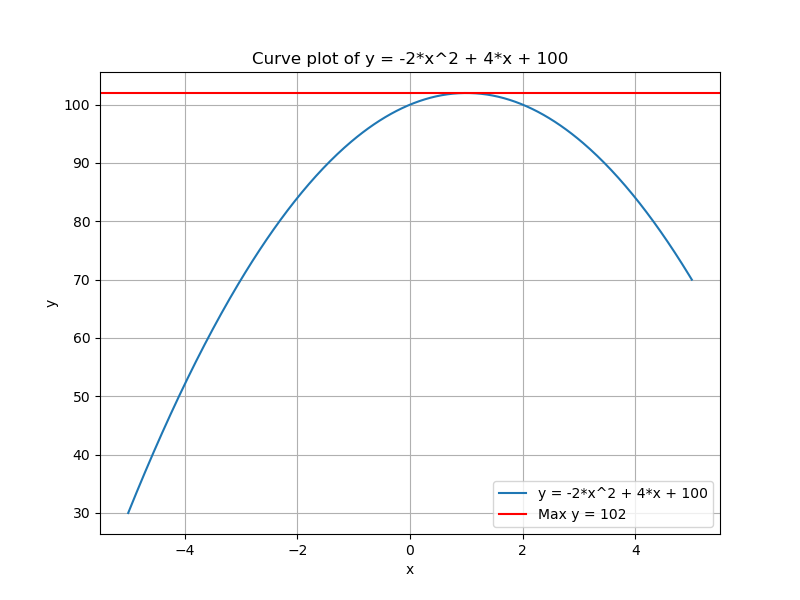 Curve plot of y = -2*x^2 + 4*x + 100
100
90
80
70
60
50
40
30
y
−4
−2
0
2
4
x
y = -2*x^2 + 4*x + 100
Max y = 102